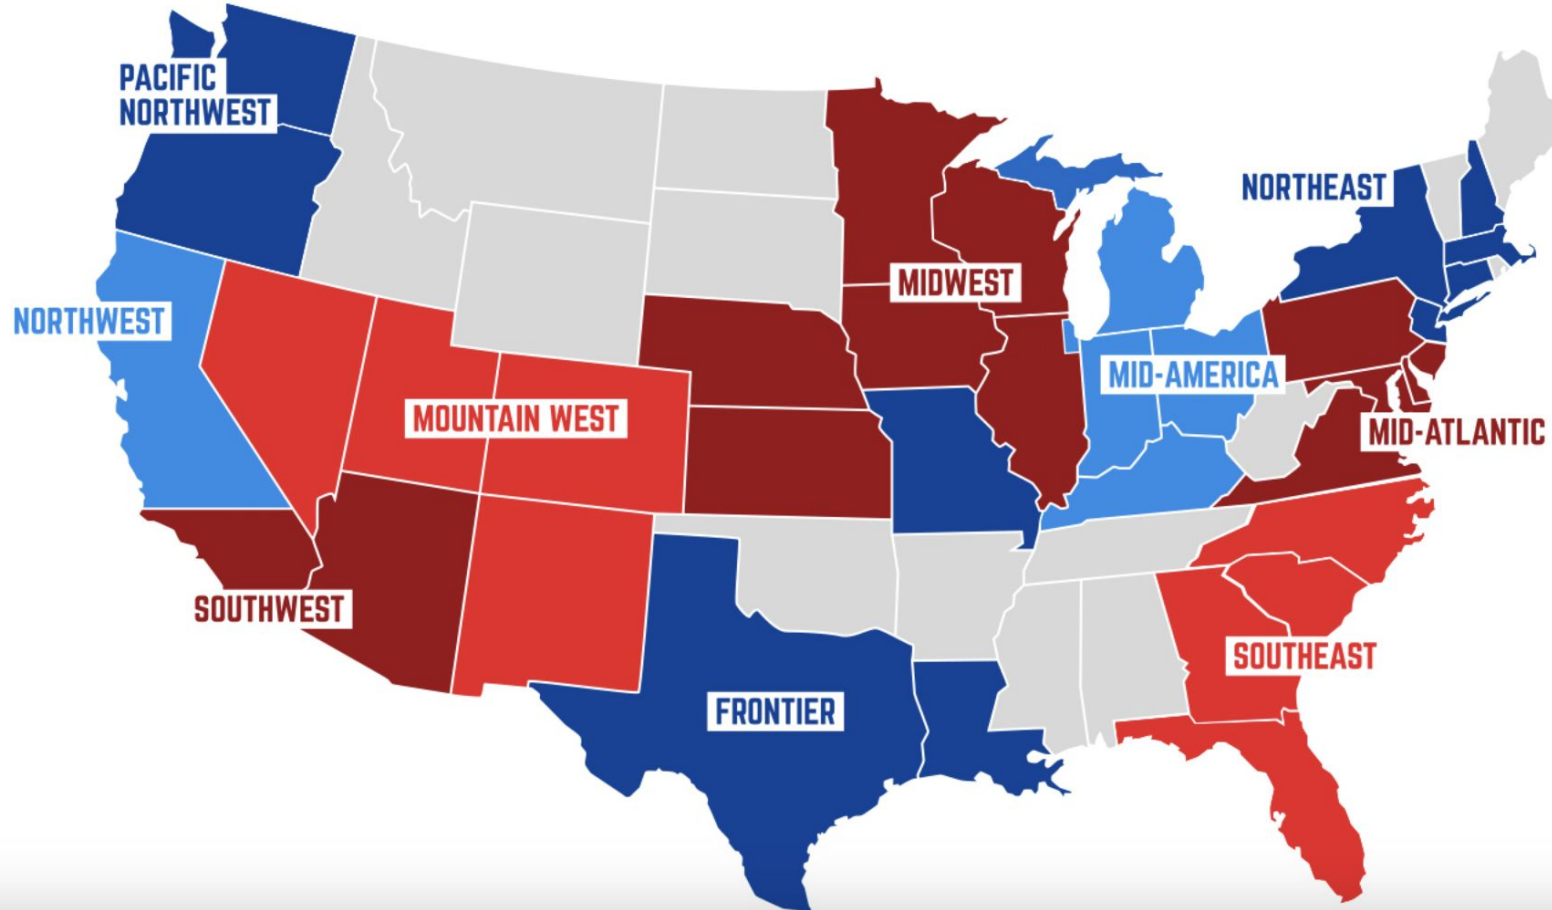 PACIFIC
NORTHWEST
NORTHEAST
MIDWEST
NORTHWEST
MID-AMERICA
MOUNTAIN WEST
MID-ATLANTIC
SOUTHWEST
SOUTHEAST
FRONTIER